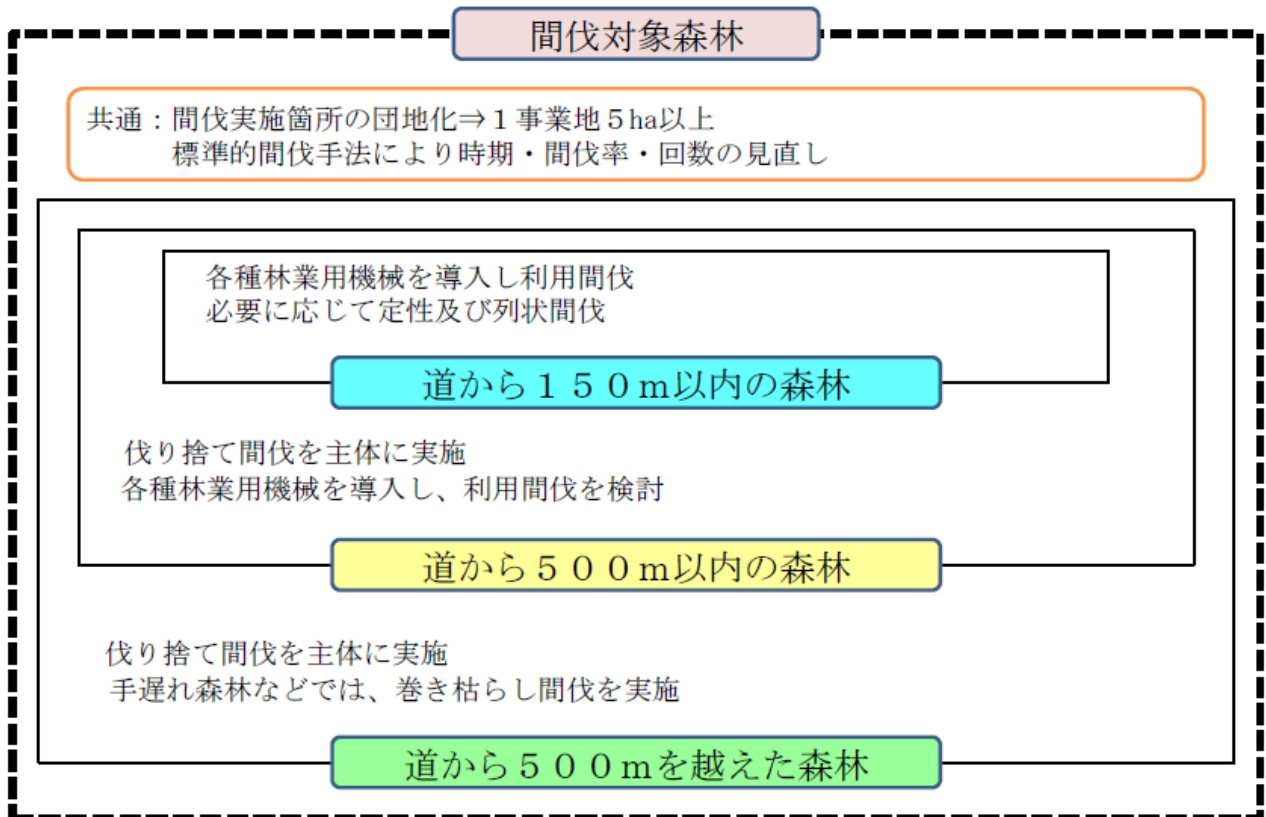 間伐対象森林
共通：間伐実施箇所の団地化⇒１事業地５ha以上
標準的間伐手法により時期・間伐率・回数の見直し
各種林業用機械を導入し利用間伐
必要に応じて定性及び列状間伐
道から１５０ｍ以内の森林
伐り捨て間伐を主体に実施
各種林業用機械を導入し、利用間伐を検討
道から５００ｍ以内の森林
伐り捨て間伐を主体に実施
手遅れ森林などでは、巻き枯らし間伐を実施
道から５００ｍを越えた森林